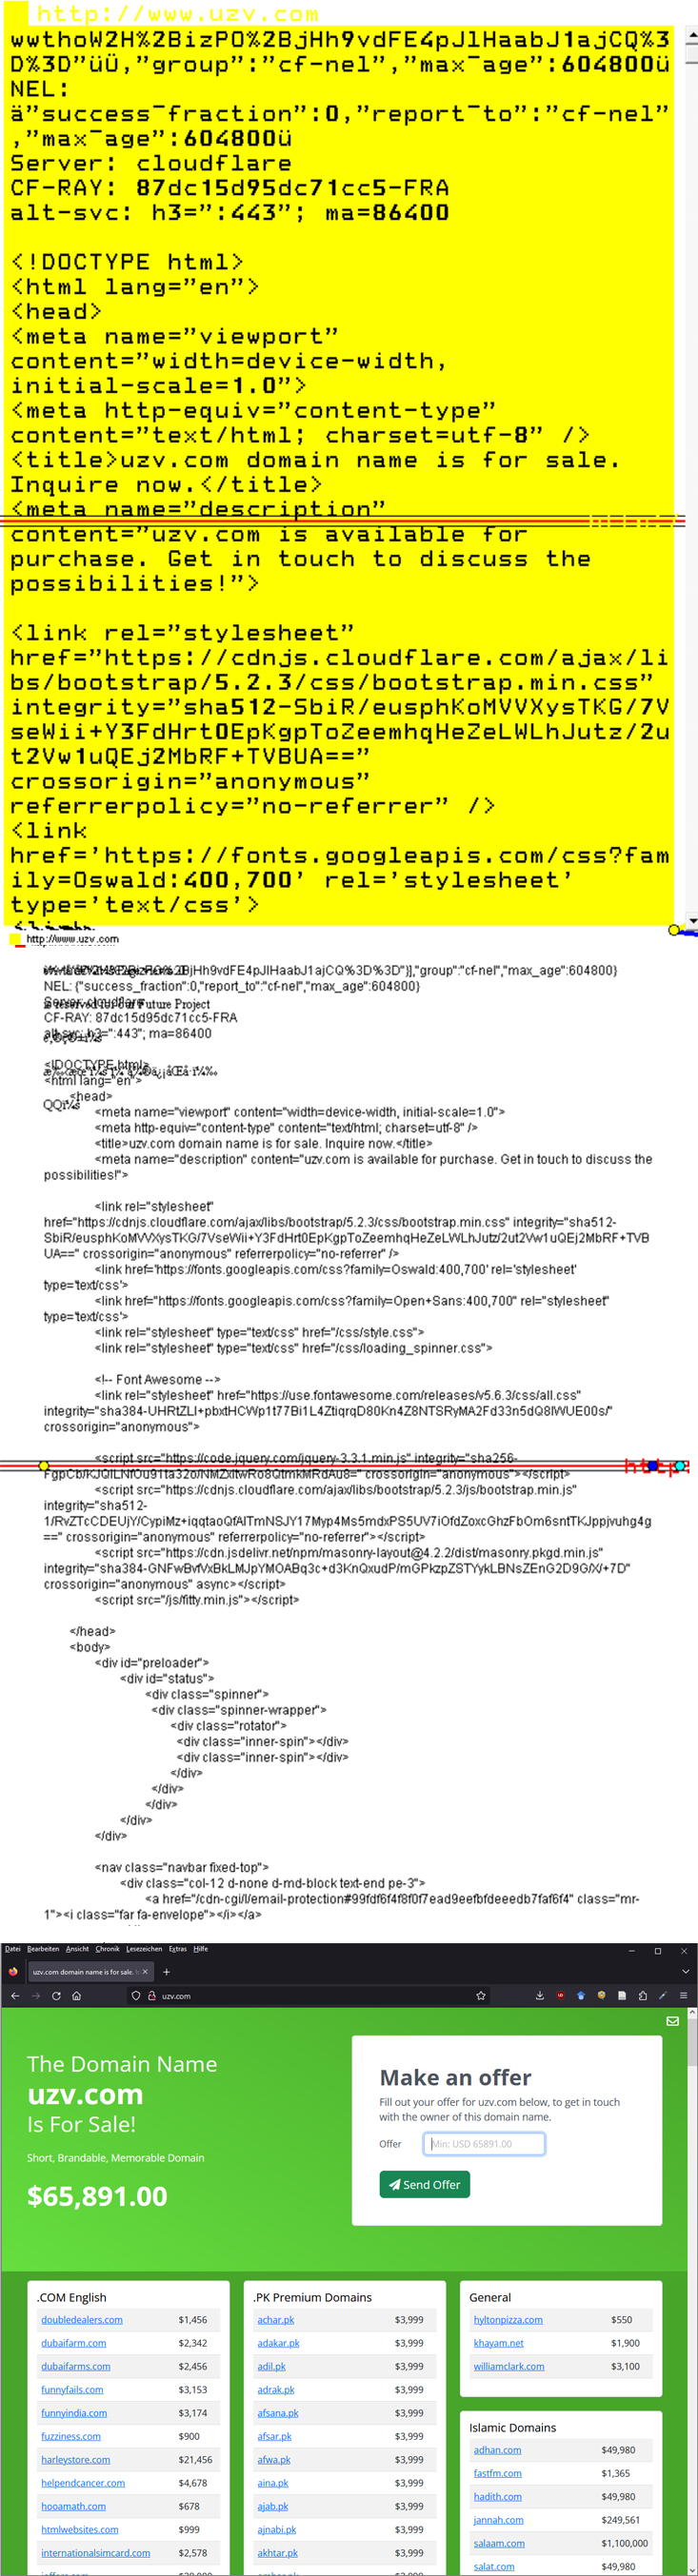 http://www.uzv.com
wwthoW2H%2BizPO%2BjHh9vdFE4pJlHaabJ1ajCQ%3
D%3D"üÜ,"group":"cf-nel","max¯age":604800ü
NEL:
ä"success¯fraction":0,"report¯to":"cf-nel"
,"max¯age":604800ü
Server: cloudflare
CF-RAY: 87dc15d95dc71cc5-FRA
alt-svc: h3=":443"; ma=86400
<!DOCTYPE html>
<html lang="en">
<head>
<meta name="viewport"
content="width=device-width,
initial-scale=1.0">
<meta http-equiv="content-type"
content="text/html; charset=utf-8" />
<title>uzv.com domain name is for sale.
Inquire now.</title>
<meta name="description"
content="uzv.com is available for
purchase. Get in touch to discuss the
possibilities!">
<link rel="stylesheet"
href="https://cdnjs.cloudflare.com/ajax/li
bs/bootstrap/5.2.3/css/bootstrap.min.css"
integrity="sha512-SbiR/eusphKoMVVXysTKG/7V
seWii+Y3FdHrt0EpKgpToZeemhqHeZeLWLhJutz/2u
t2Vw1uQEj2MbRF+TVBUA=="
crossorigin="anonymous"
referrerpolicy="no-referrer" />
<link
href='https://fonts.googleapis.com/css?fam
ily=Oswald:400,700' rel='stylesheet'
type='text/css'>
http://www.uzv.com
BjHh9vdFE4pJlHaabJ1ajCQ%3D%3D"}],"group":"cf-nel","max_age":604800}
NEL: {"success_fraction":0,"report_to":"cf-nel","max_age":604800}
Server: cloudflare
is reserved for our Future Project
CF-RAY: 87dc15d95dc71cc5-FRA
alt-svc: h3=":443"; ma=86400
<!DOCTYPE html>
<html lang="en">
<head>
<meta name="viewport" content="width=device-width, initial-scale=1.0">
<meta http-equiv="content-type" content="text/html; charset=utf-8" />
<title>uzv.com domain name is for sale. Inquire now.</title>
<meta name="description" content="uzv.com is available for purchase. Get in touch to discuss the
possibilities!">
<link rel="stylesheet"
href="https://cdnjs.cloudflare.com/ajax/libs/bootstrap/5.2.3/css/bootstrap.min.css" integrity="sha512-
SbiR/eusphKoMVVXysTKG/7VseWii+Y3FdHrt0EpKgpToZeemhqHeZeLWLhJutz/2ut2Vw1uQEj2MbRF+TVB
UA==" crossorigin="anonymous" referrerpolicy="no-referrer" />
<link href='https://fonts.googleapis.com/css?family=Oswald:400,700' rel='stylesheet'
type='text/css'>
<link href="https://fonts.googleapis.com/css?family=Open+Sans:400,700" rel="stylesheet"
type='text/css'>
<link rel="stylesheet" type="text/css" href="/css/style.css">
<link rel="stylesheet" type="text/css" href="/css/loading_spinner.css">
<!-- Font Awesome -->
<link rel="stylesheet" href="https://use.fontawesome.com/releases/v5.6.3/css/all.css"
integrity="sha384-UHRtZLI+pbxtHCWp1t77Bi1L4ZtiqrqD80Kn4Z8NTSRyMA2Fd33n5dQ8lWUE00s/"
crossorigin="anonymous">
<script src="https://code.jquery.com/jquery-3.3.1.min.js" integrity="sha256-
crossorigin="anonymous"></script>
<script src="https://cdnjs.cloudflare.com/ajax/libs/bootstrap/5.2.3/js/bootstrap.min.js"
integrity="sha512-
1/RvZTcCDEUjY/CypiMz+iqqtaoQfAITmNSJY17Myp4Ms5mdxPS5UV7iOfdZoxcGhzFbOm6sntTKJppjvuhg4g
==" crossorigin="anonymous" referrerpolicy="no-referrer"></script>
<script src="https://cdn.jsdelivr.net/npm/masonry-layout@4.2.2/dist/masonry.pkgd.min.js"
integrity="sha384-GNFwBvfVxBkLMJpYMOABq3c+d3KnQxudP/mGPkzpZSTYykLBNsZEnG2D9G/X/+7D"
crossorigin="anonymous" async></script>
<script src="/js/fitty.min.js"></script>
</head>
<body>
<div id="preloader">
<div id="status">
<div class="spinner">
<div class="spinner-wrapper">
<div class="rotator">
<div class="inner-spin"></div>
<div class="inner-spin"></div>
</div>
</div>
</div>
</div>
</div>
<nav class="navbar fixed-top">
<div class="col-12 d-none d-md-block text-end pe-3">
<a href="/cdn-cgi/l/email-protection#99fdf6f4f8f0f7ead9eefbfdeeedb7faf6f4" class="mr-
1"><i class="far fa-envelope"></i></a>
Datei Bearbeiten Ansicht Chronik Lesezeichen Extras Hilfe
uzv.com domain name is for sale.
uzv.com
The Domain Name
uzv.com
Is For Sale!
Short, Brandable, Memorable Domain
$65,891.00
Make an offer
Fill out your offer for uzv.com below, to get in touch
with the owner of this domain name.
Offer Min: USD 65891.00
Send Offer
.COM English
doubledealers.com $1,456
dubaifarm.com $2,342
dubaifarms.com $2,456
funnyfails.com $3,153
funnyindia.com $3,174
fuzziness.com $900
harleystore.com $21,456
helpendcancer.com $4,678
hooamath.com $678
htmlwebsites.com $999
internationalsimcard.com $2,578
.PK Premium Domains
achar.pk $3,999
adakar.pk $3,999
adil.pk $3,999
adrak.pk $3,999
afsana.pk $3,999
afsar.pk $3,999
afwa.pk $3,999
aina.pk $3,999
ajab.pk $3,999
ajnabi.pk $3,999
akhtar.pk $3,999
General
hyltonpizza.com $550
khayam.net $1,900
williamclark.com $3,100
Islamic Domains
adhan.com $49,980
fastfm.com $1,365
hadith.com $49,980
jannah.com $249,561
salaam.com $1,100,000
salat.com $49,980